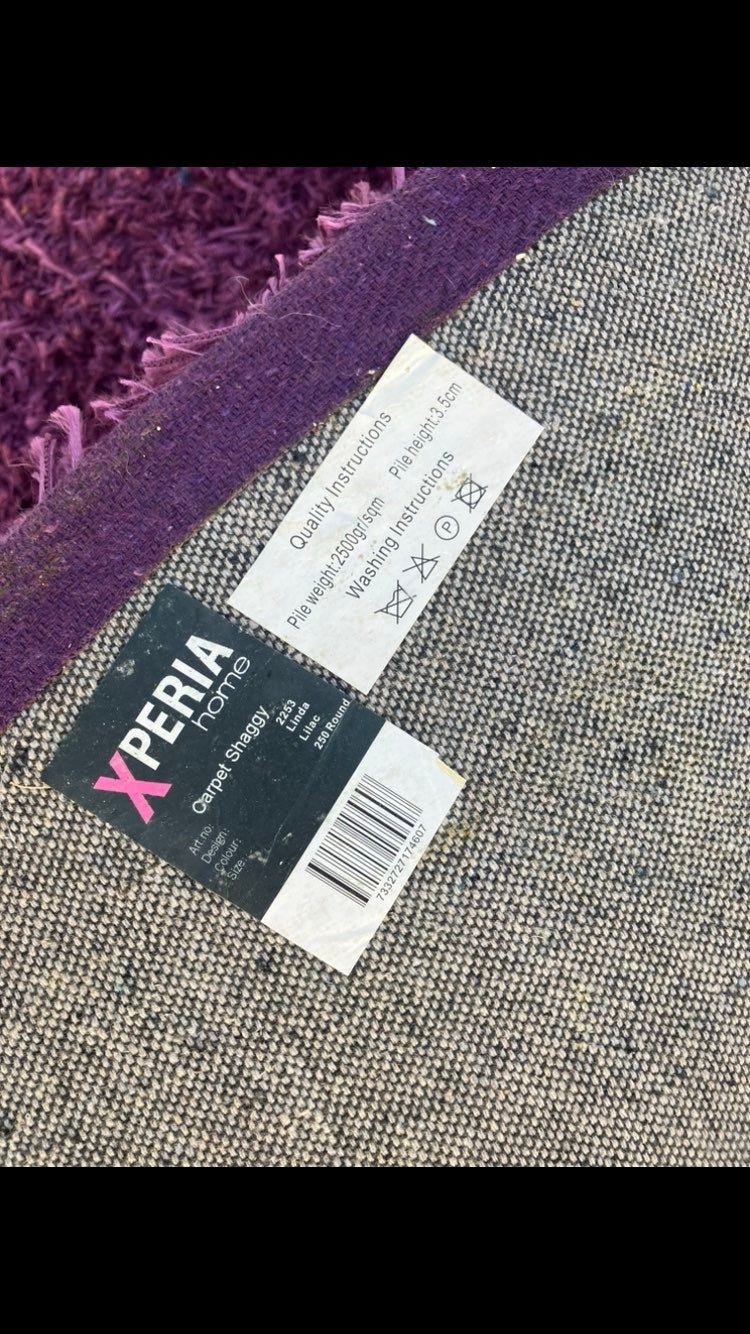 Quality Instructions
Pile weight:2500gr/sqm Pile height:3.5cm
Washing Instructions
P
XPERIA
home
Carpet Shaggy
Art.no: 2253
Design: Linda
Colour: Lilac
Size: 250 Round
7332727174607